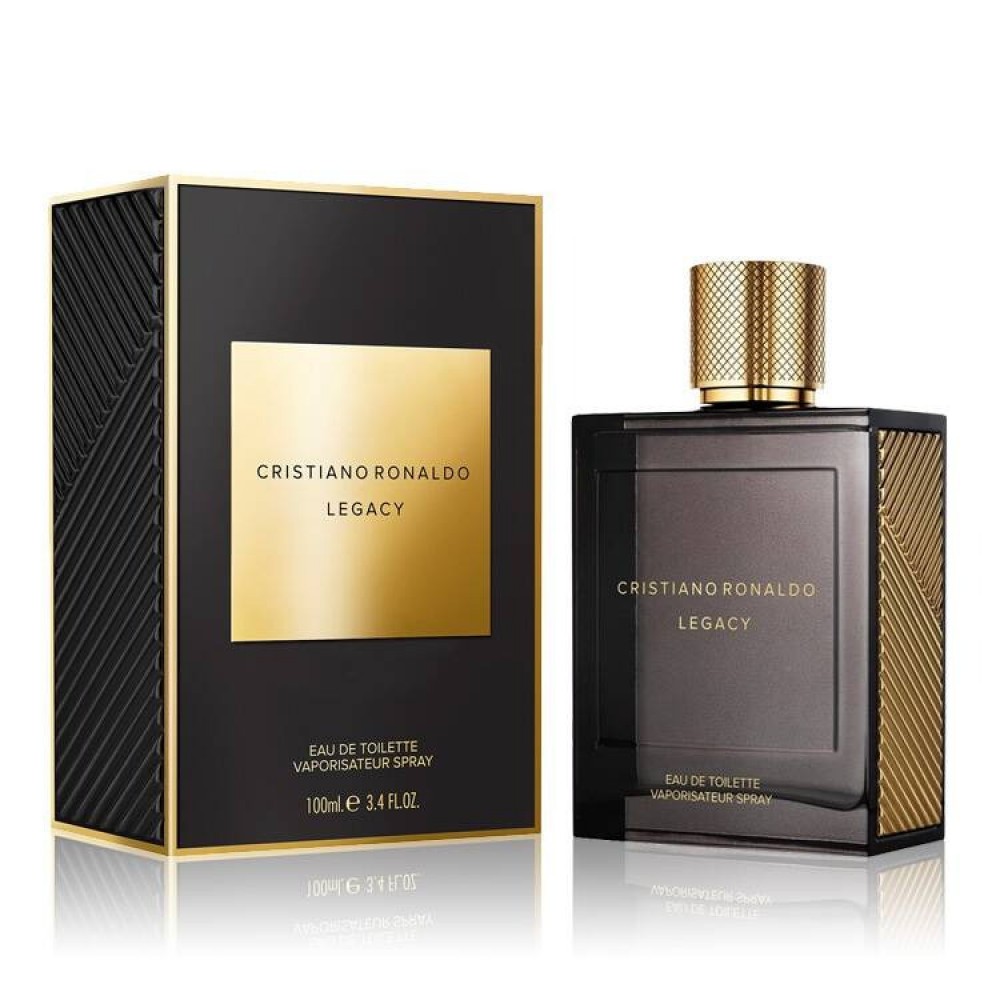 CRISTIANO RONALDO
LEGACY
EAU DE TOILETTE
VAPORISATEUR SPRAY
100ml.℮ 3.4 FL.OZ.
CRISTIANO RONALDO
LEGACY
EAU DE TOILETTE
VAPORISATEUR SPRAY